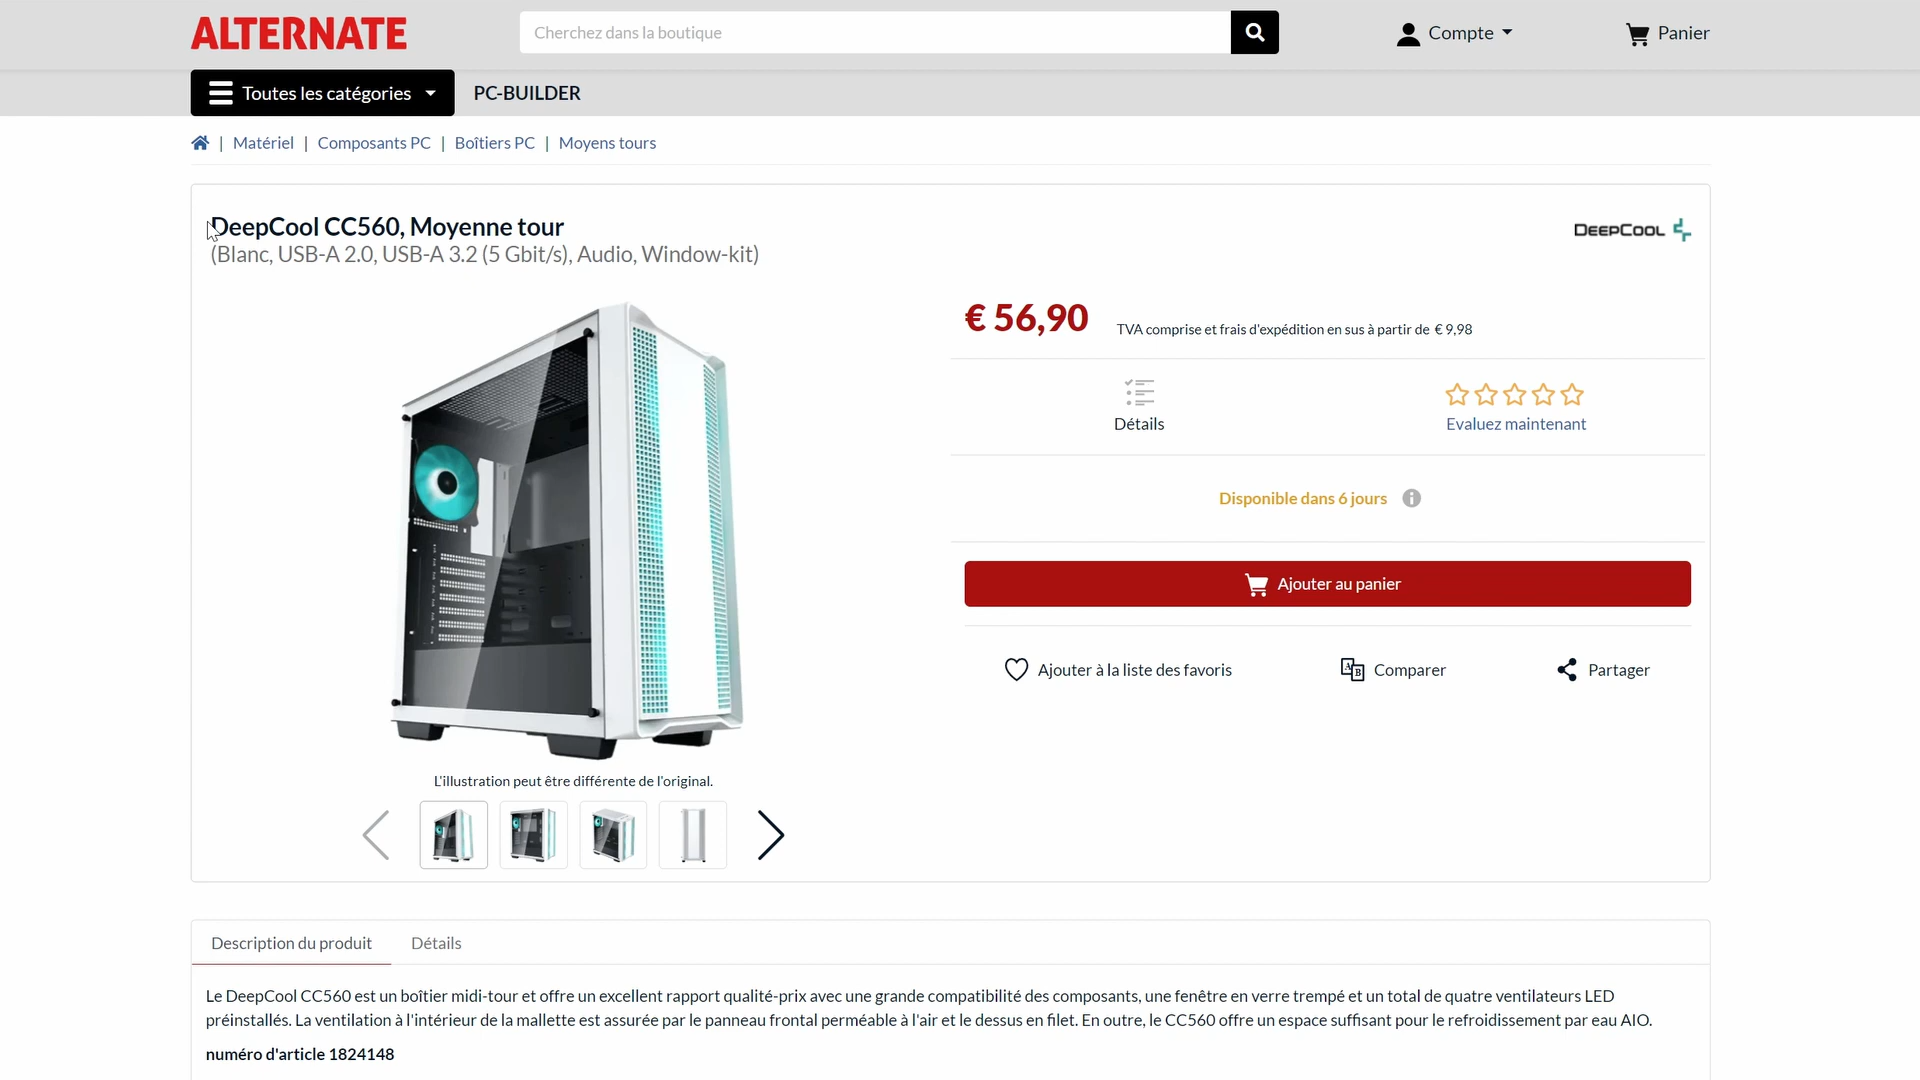 ALTERNATE
Cherchez dans la boutique
Compte
Panier
Toutes les catégories
PC-BUILDER
| Matériel | Composants PC | Boîtiers PC | Moyens tours
DeepCool CC560, Moyenne tour
(Blanc, USB-A 2.0, USB-A 3.2 (5 Gbit/s), Audio, Window-kit)
DEEPCOOL
€ 56,90
TVA comprise et frais d'expédition en sus à partir de € 9,98
Détails
Evaluez maintenant
Disponible dans 6 jours
Ajouter au panier
Ajouter à la liste des favoris
Comparer
Partager
L'illustration peut être différente de l'original.
Description du produit
Détails
Le DeepCool CC560 est un boîtier midi-tour et offre un excellent rapport qualité-prix avec une grande compatibilité des composants, une fenêtre en verre trempé et un total de quatre ventilateurs LED
préinstallés. La ventilation à l'intérieur de la mallette est assurée par le panneau frontal perméable à l'air et le dessus en filet. En outre, le CC560 offre un espace suffisant pour le refroidissement par eau AIO.
numéro d'article 1824148